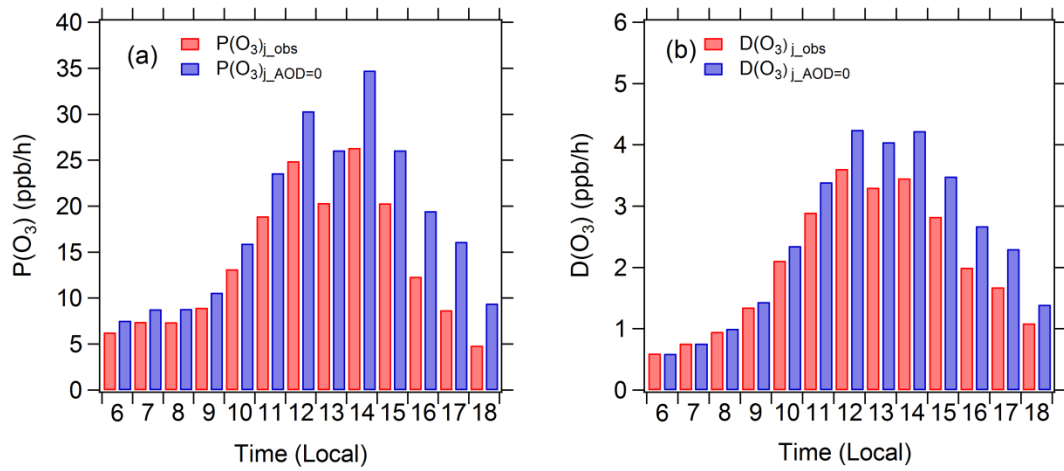 (a)
P(O₃)j_obs
P(O₃)j_AOD=0
P(O₃) (ppb/h)
40
35
30
25
20
15
10
5
0
6 7 8 9 10 11 12 13 14 15 16 17 18
Time (Local)
(b)
D(O₃) j_obs
D(O₃) j_AOD=0
D(O₃) (ppb/h)
6
5
4
3
2
1
0
6 7 8 9 10 11 12 13 14 15 16 17 18
Time (Local)